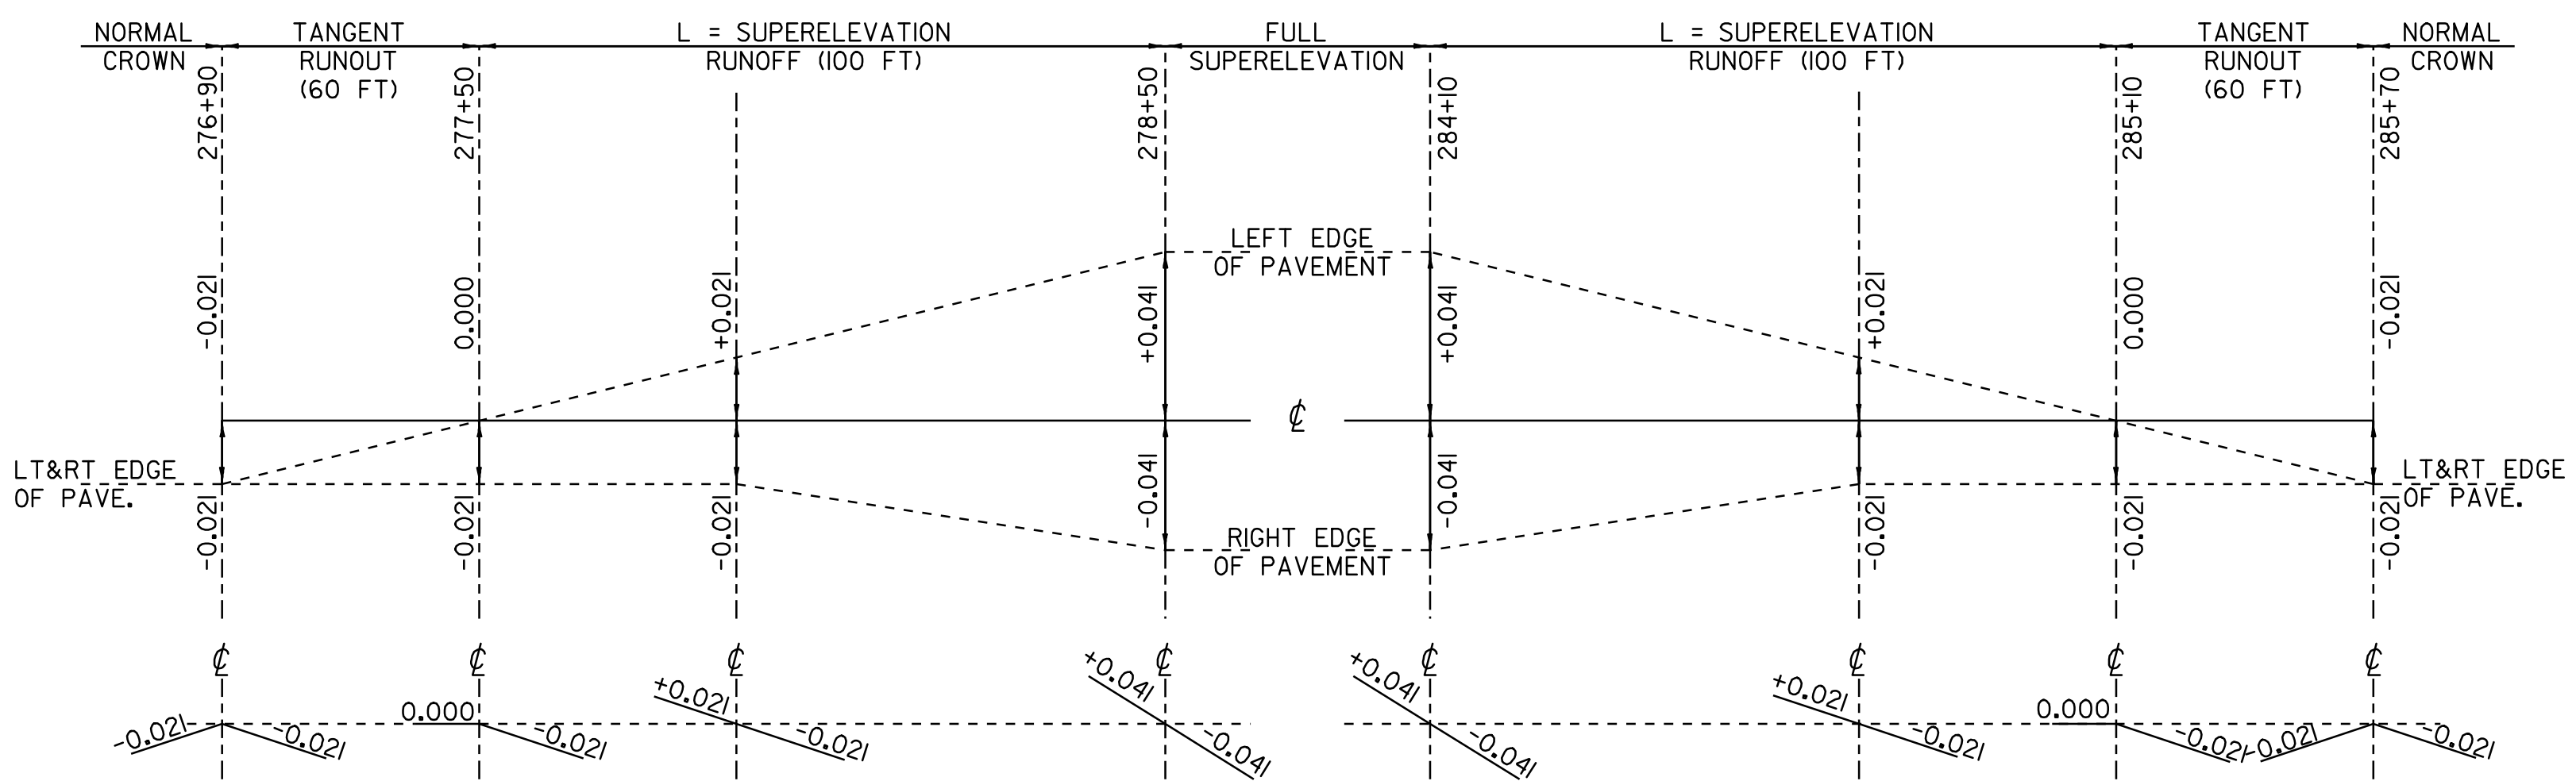 NORMAL
CROWN
TANGENT
RUNOUT
(60 FT)
L = SUPERELEVATION
RUNOFF (100 FT)
FULL
SUPERELEVATION
L = SUPERELEVATION
RUNOFF (100 FT)
TANGENT
RUNOUT
(60 FT)
NORMAL
CROWN
276+90
277+50
278+50
284+10
285+10
285+70
LEFT EDGE
OF PAVEMENT
-0.021
0.000
+0.021
+0.041
+0.041
+0.021
0.000
-0.021
℄
LT&RT EDGE
OF PAVE.
LT&RT EDGE
OF PAVE.
-0.021
-0.021
-0.021
-0.041
-0.041
-0.021
-0.021
-0.021
RIGHT EDGE
OF PAVEMENT
℄ ℄ ℄ ℄ ℄ ℄ ℄ ℄
-0.021
-0.021
0.000
-0.021
+0.021
-0.021
+0.041
-0.041
+0.041
-0.041
+0.021
-0.021
0.000
-0.021
-0.021
-0.021